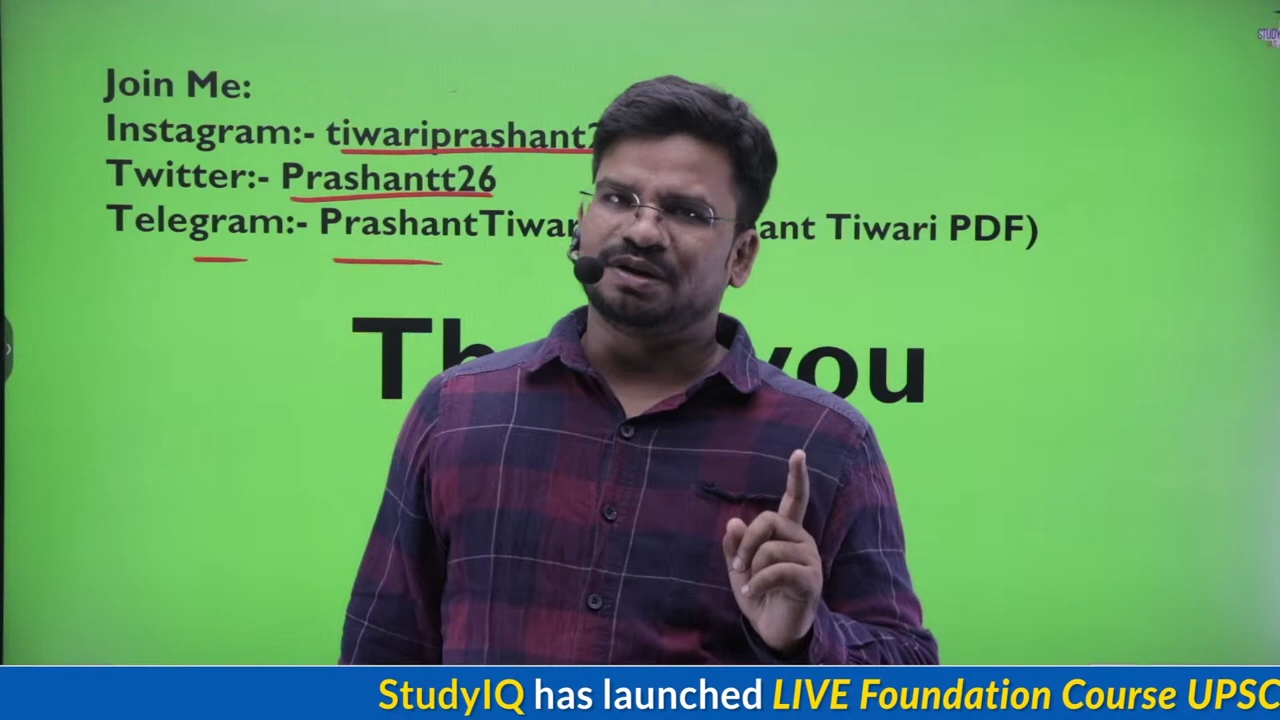 Join Me:
Instagram:- tiwariprashant
Twitter:- Prashantt26
Telegram:- PrashantTiwar ant Tiwari PDF)
Th you
StudyIQ has launched LIVE Foundation Course UPSC